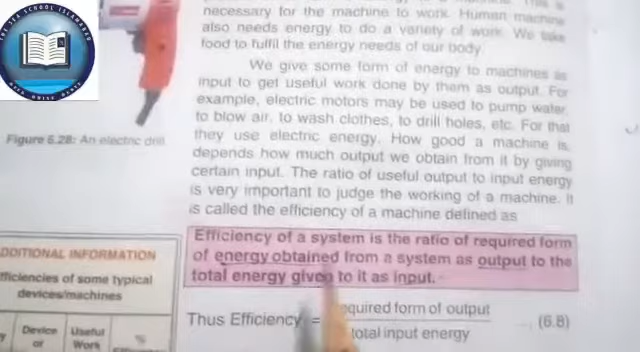 THE SEA SCHOOL ISLAMABAD
necessary for the machine to work. Human machine
also needs energy to do a variety of work. We take
food to fulfil the energy needs of our body.
We give some form of energy to machines as
input to get useful work done by them as output. For
example, electric motors may be used to pump water,
to blow air, to wash clothes, to drill holes, etc. For that
they use electric energy. How good a machine is,
depends how much output we obtain from it by giving
certain input. The ratio of useful output to input energy
is very important to judge the working of a machine. It
is called the efficiency of a machine defined as
Figure 6.28: An electric drill
Efficiency of a system is the ratio of required form
of energy obtained from a system as output to the
total energy given to it as input.
Thus Efficiency = equired form of output
total input energy
... (6.8)
DDITIONAL INFORMATION
fficiencies of some typical
devices/machines
Device
or
Useful
Work
%